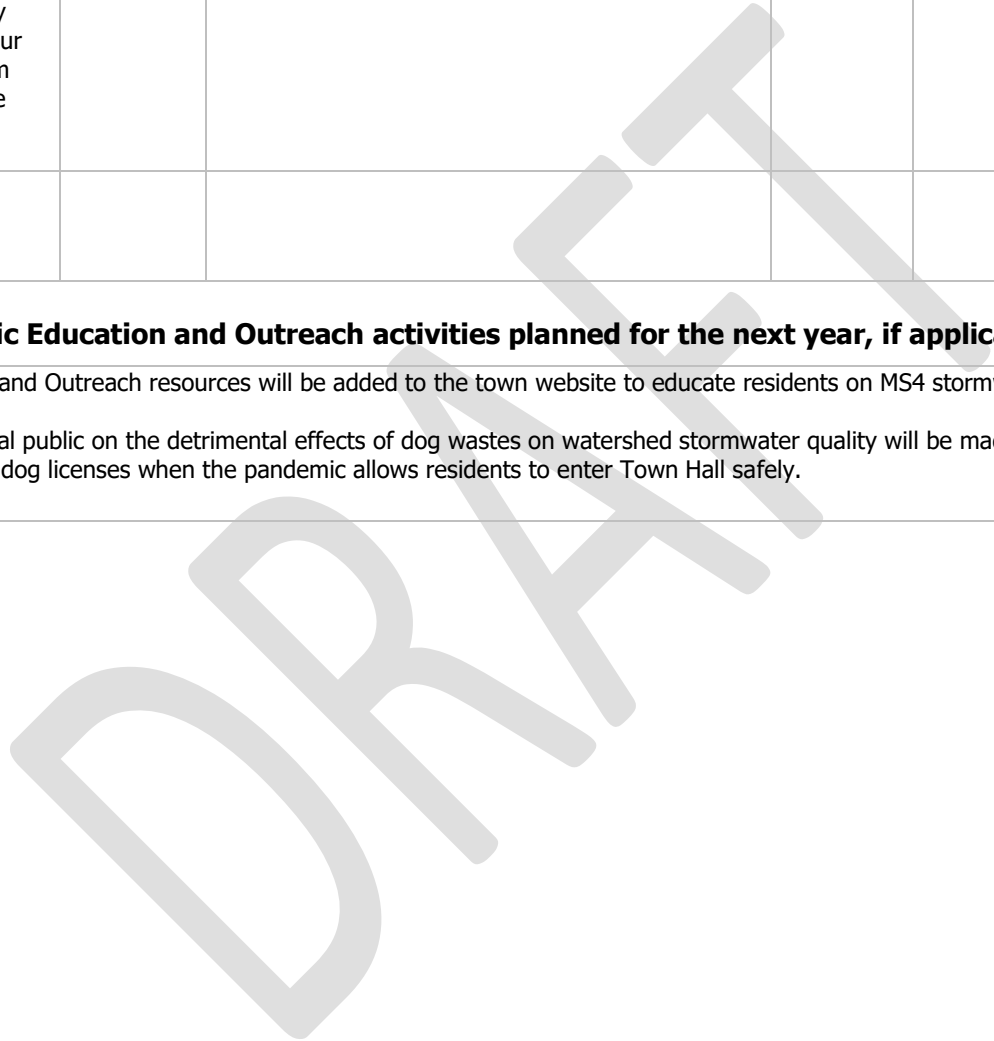 y
ur
m
e
ic Education and Outreach activities planned for the next year, if applica
and Outreach resources will be added to the town website to educate residents on MS4 storm
al public on the detrimental effects of dog wastes on watershed stormwater quality will be ma
dog licenses when the pandemic allows residents to enter Town Hall safely.
DRAFT